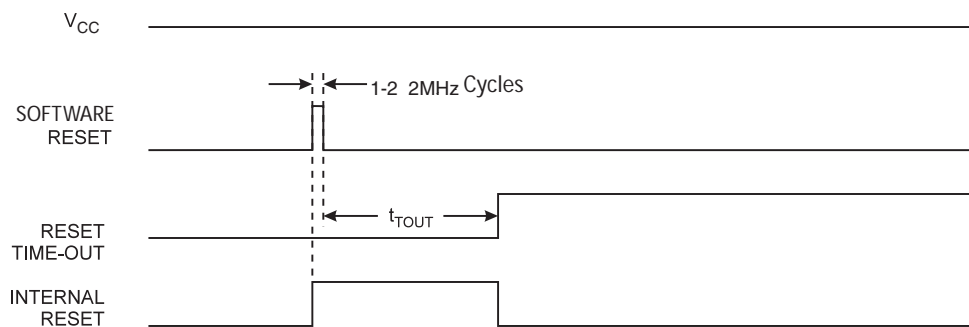 VCC
1-2 2MHz Cycles
SOFTWARE
RESET
tTOUT
RESET
TIME-OUT
INTERNAL
RESET